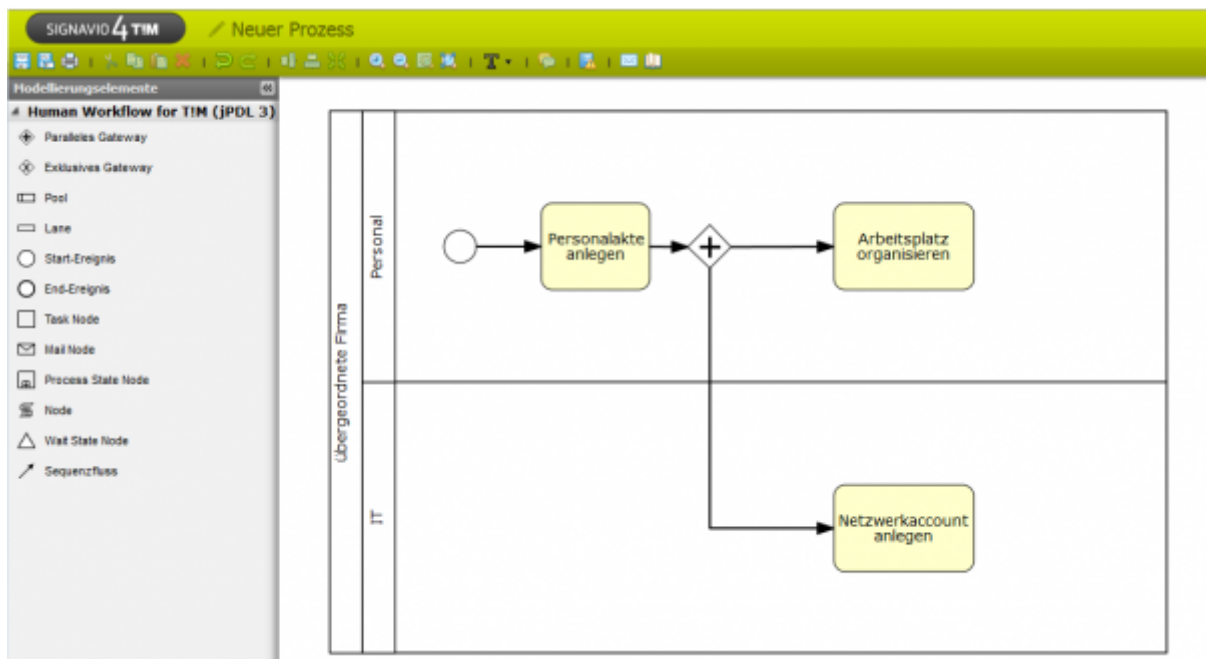 SIGNAVIO 4 T!M
Neuer Prozess
Modellierungselemente
Human Workflow for T!M (jPDL 3)
Paralleles Gateway
Exklusives Gateway
Pool
Lane
Start-Ereignis
End-Ereignis
Task Node
Mail Node
Process State Node
Node
Wait State Node
Sequenzfluss
übergeordnete Firma
Personal
Personalakte
anlegen
Arbeitsplatz
organisieren
IT
Netzwerkaccount
anlegen